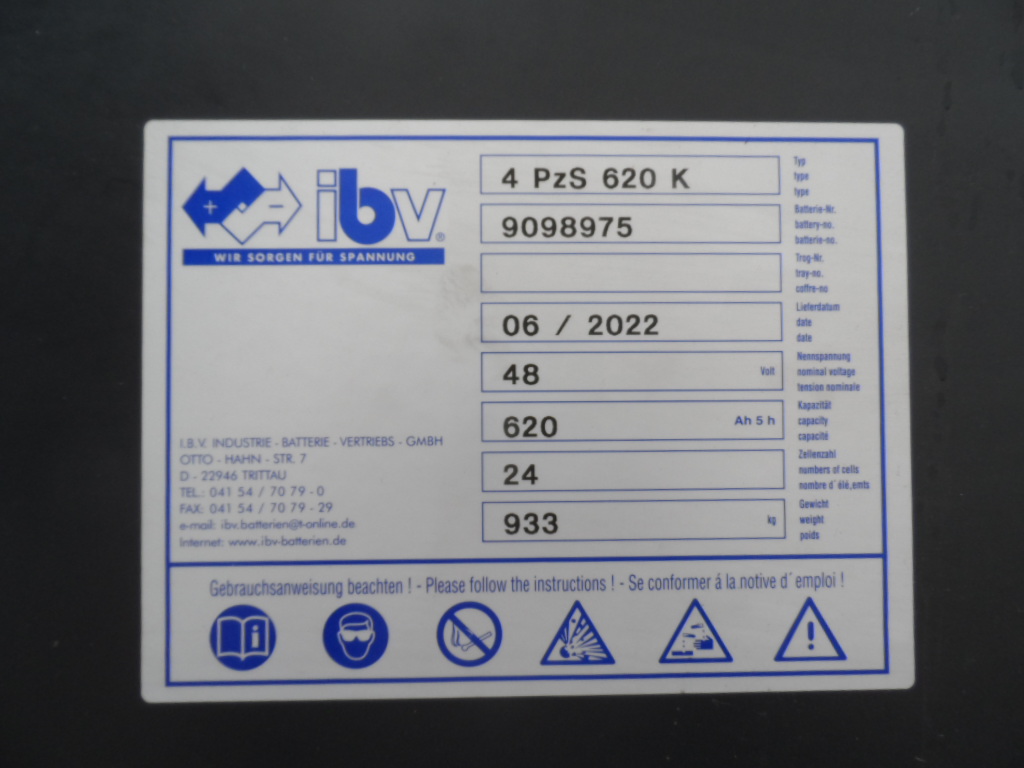 + -
ibv®
WIR SORGEN FÜR SPANNUNG
I.B.V. INDUSTRIE - BATTERIE - VERTRIEBS - GMBH
OTTO - HAHN - STR. 7
D - 22946 TRITTAU
TEL.: 041 54 / 70 79 - 0
FAX: 041 54 / 70 79 - 29
e-mail: ibv.batterien@t-online.de
Internet: www.ibv-batterien.de
4 PzS 620 K
Typ
type
type
9098975
Batterie-Nr.
battery-no.
batterie-no.
Trog-Nr.
tray-no.
coffre-no
06 / 2022
Lieferdatum
date
date
48 Volt
Nennspannung
nominal voltage
tension nominale
620 Ah 5 h
Kapazität
capacity
capacité
24
Zellenzahl
numbers of cells
nombre d´élé,emts
933 kg
Gewicht
weight
poids
Gebrauchsanweisung beachten ! - Please follow the instructions ! - Se conformer á la notive d´emploi !
i
!